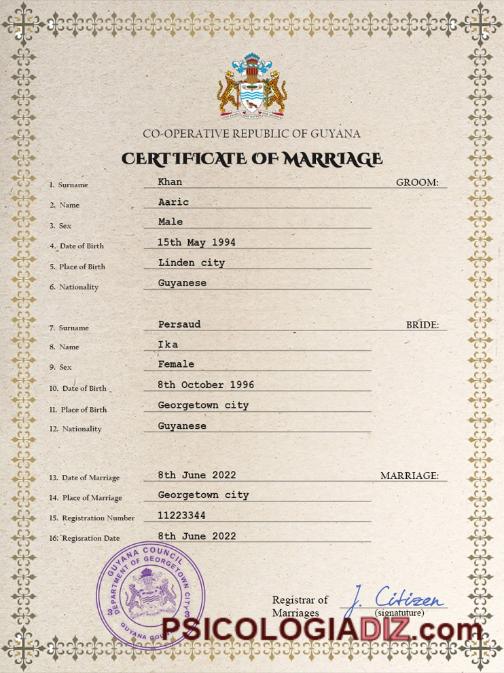 CO-OPERATIVE REPUBLIC OF GUYANA
CERTIFICATE OF MARRIAGE
1. Surname Khan GROOM:
2. Name Aaric
3. Sex Male
4. Date of Birth 15th May 1994
5. Place of Birth Linden city
6. Nationality Guyanese
7. Surname Persaud BRIDE:
8. Name Ika
9. Sex Female
10. Date of Birth 8th October 1996
11. Place of Birth Georgetown city
12. Nationality Guyanese
13. Date of Marriage 8th June 2022 MARRIAGE:
14. Place of Marriage Georgetown city
15. Registration Number 11223344
16. Regisration Date 8th June 2022
GUYANA COUNCIL
DEPARTMENT OF GEORGETOWN CITY
GUYANA
Registrar of J. Citizen
Marriages (signatuture)
PSICOLOGIADIZ.com